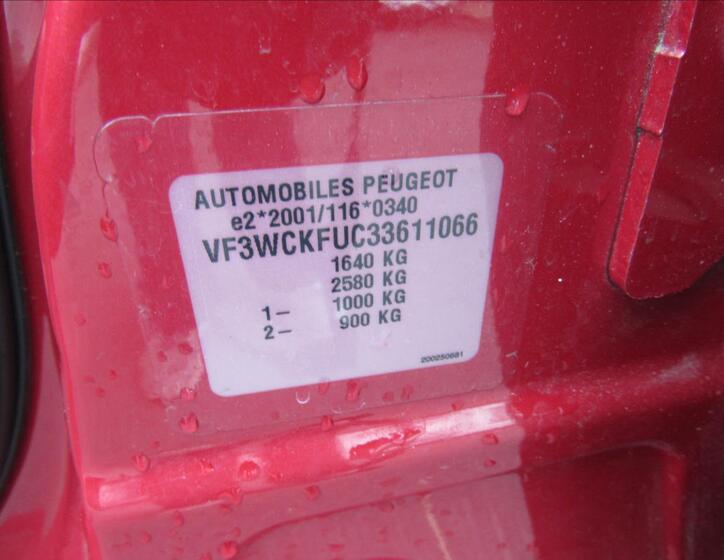 AUTOMOBILES PEUGEOT
e2*2001/116*0340
VF3WCKFUC33611066
1640 KG
2580 KG
1– 1000 KG
2– 900 KG
200250681